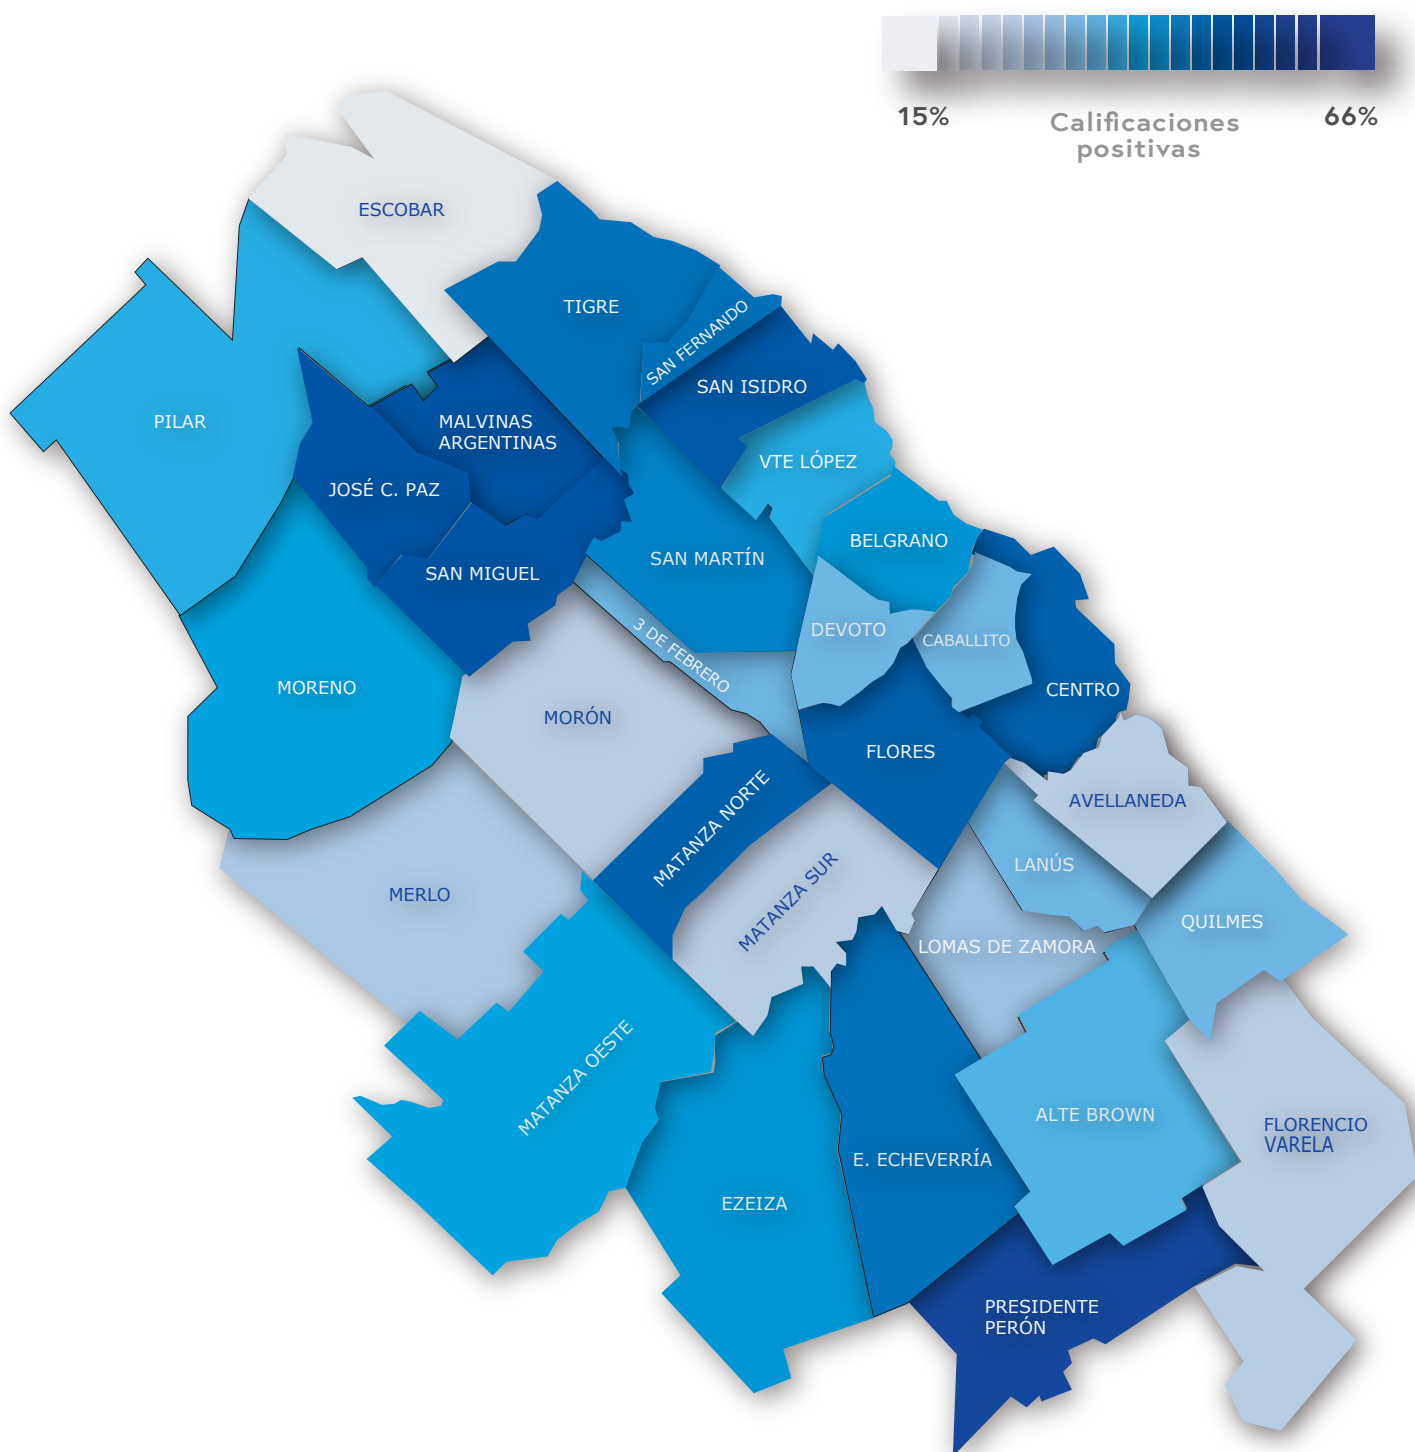 15%
66%
Calificaciones
positivas
ESCOBAR
TIGRE
SAN FERNANDO
SAN ISIDRO
PILAR
MALVINAS
ARGENTINAS
VTE LÓPEZ
JOSÉ C. PAZ
BELGRANO
SAN MARTÍN
SAN MIGUEL
3 DE FEBRERO
DEVOTO
CABALLITO
MORENO
CENTRO
MORÓN
FLORES
MATANZA NORTE
AVELLANEDA
LANÚS
MERLO
MATANZA SUR
QUILMES
LOMAS DE ZAMORA
MATANZA OESTE
ALTE BROWN
FLORENCIO
VARELA
E. ECHEVERRÍA
EZEIZA
PRESIDENTE
PERÓN